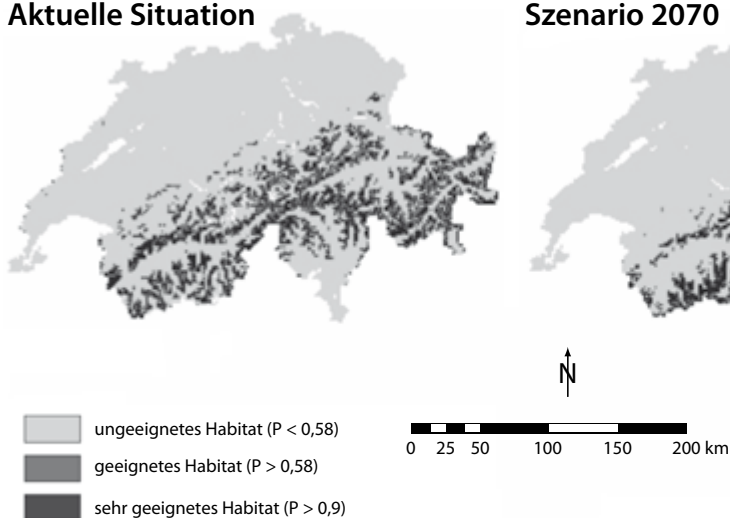 Aktuelle Situation
Szenario 2070
N
ungeeignetes Habitat (P < 0,58)
geeignetes Habitat (P > 0,58)
sehr geeignetes Habitat (P > 0,9)
0 25 50 100 150 200 km